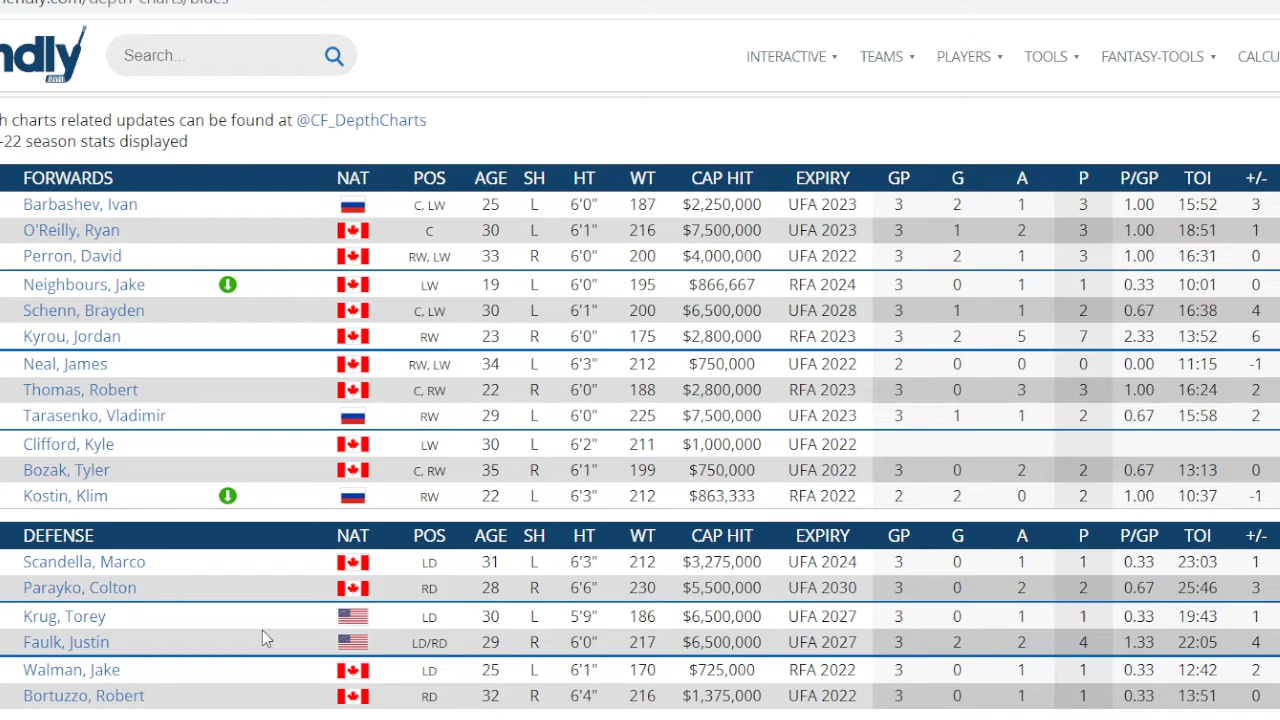 ndly
Search...
INTERACTIVE ▾ TEAMS ▾ PLAYERS ▾ TOOLS ▾ FANTASY-TOOLS ▾ CALCU
h charts related updates can be found at @CF_DepthCharts
-22 season stats displayed
FORWARDS NAT POS AGE SH HT WT CAP HIT EXPIRY GP G A P P/GP TOI +/-
Barbashev, Ivan C, LW 25 L 6'0" 187 $2,250,000 UFA 2023 3 2 1 3 1.00 15:52 3
O'Reilly, Ryan C 30 L 6'1" 216 $7,500,000 UFA 2023 3 1 2 3 1.00 18:51 1
Perron, David RW, LW 33 R 6'0" 200 $4,000,000 UFA 2022 3 2 1 3 1.00 16:31 0
Neighbours, Jake LW 19 L 6'0" 195 $866,667 RFA 2024 3 0 1 1 0.33 10:01 0
Schenn, Brayden C, LW 30 L 6'1" 200 $6,500,000 UFA 2028 3 1 1 2 0.67 16:38 4
Kyrou, Jordan RW 23 R 6'0" 175 $2,800,000 RFA 2023 3 2 5 7 2.33 13:52 6
Neal, James RW, LW 34 L 6'3" 212 $750,000 UFA 2022 2 0 0 0 0.00 11:15 -1
Thomas, Robert C, RW 22 R 6'0" 188 $2,800,000 RFA 2023 3 0 3 3 1.00 16:24 2
Tarasenko, Vladimir RW 29 L 6'0" 225 $7,500,000 UFA 2023 3 1 1 2 0.67 15:58 2
Clifford, Kyle LW 30 L 6'2" 211 $1,000,000 UFA 2022
Bozak, Tyler C, RW 35 R 6'1" 199 $750,000 UFA 2022 3 0 2 2 0.67 13:13 0
Kostin, Klim RW 22 L 6'3" 212 $863,333 RFA 2022 2 2 0 2 1.00 10:37 -1
DEFENSE NAT POS AGE SH HT WT CAP HIT EXPIRY GP G A P P/GP TOI +/-
Scandella, Marco LD 31 L 6'3" 212 $3,275,000 UFA 2024 3 0 1 1 0.33 23:03 1
Parayko, Colton RD 28 R 6'6" 230 $5,500,000 UFA 2030 3 0 2 2 0.67 25:46 3
Krug, Torey LD 30 L 5'9" 186 $6,500,000 UFA 2027 3 0 1 1 0.33 19:43 1
Faulk, Justin LD/RD 29 R 6'0" 217 $6,500,000 UFA 2027 3 2 2 4 1.33 22:05 4
Walman, Jake LD 25 L 6'1" 170 $725,000 RFA 2022 3 0 1 1 0.33 12:42 2
Bortuzzo, Robert RD 32 R 6'4" 216 $1,375,000 UFA 2022 3 0 1 1 0.33 13:51 0